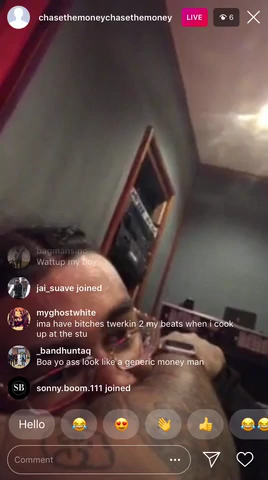 chasethemoneychasethemoney LIVE 6
bagmansino
Wattup my boy
jai_suave joined
myghostwhite
ima have bitches twerkin 2 my beats when i cook
up at the stu
_bandhuntaq
Boa yo ass look like a generic money man
SB sonny.boom.111 joined
Hello 😂 😍 👋 👍 😂😂
Comment ...